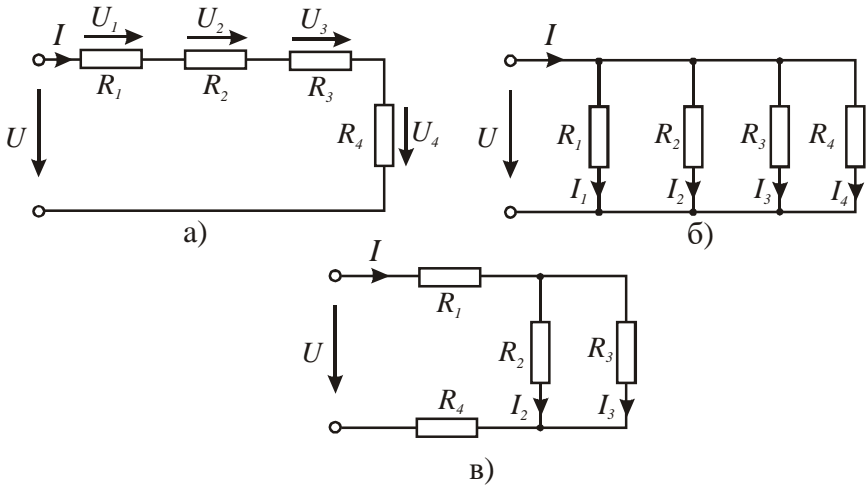 U₁ U₂ U₃
I
R₁ R₂ R₃
U R₄ U₄
а)
I
U R₁ R₂ R₃ R₄
I₁ I₂ I₃ I₄
б)
I
R₁
U R₂ R₃
R₄ I₂ I₃
в)